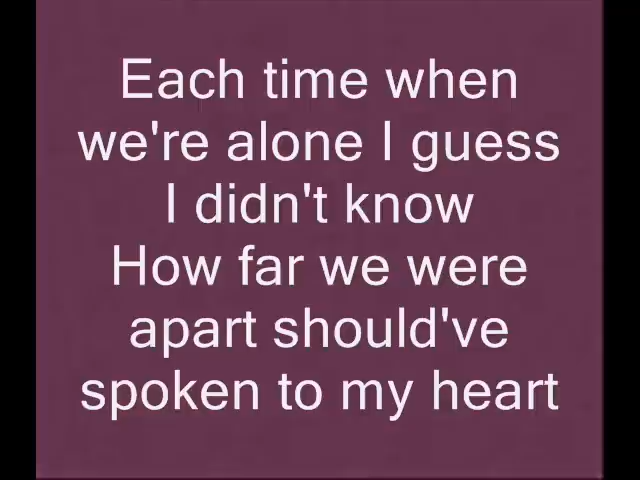 Each time when
we're alone I guess
I didn't know
How far we were
apart should've
spoken to my heart